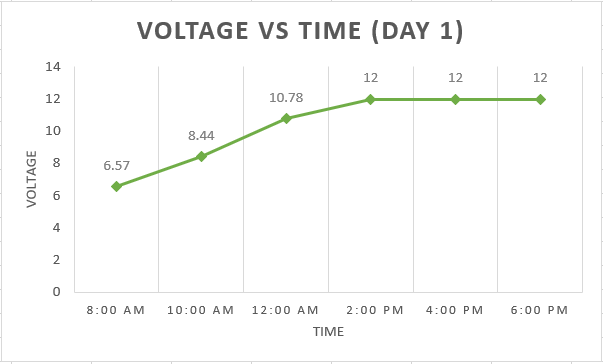 VOLTAGE VS TIME (DAY 1)
14
12
10
8
6
4
2
0
VOLTAGE
6.57
8.44
10.78
12
12
12
8:00 AM
10:00 AM
12:00 AM
2:00 PM
4:00 PM
6:00 PM
TIME